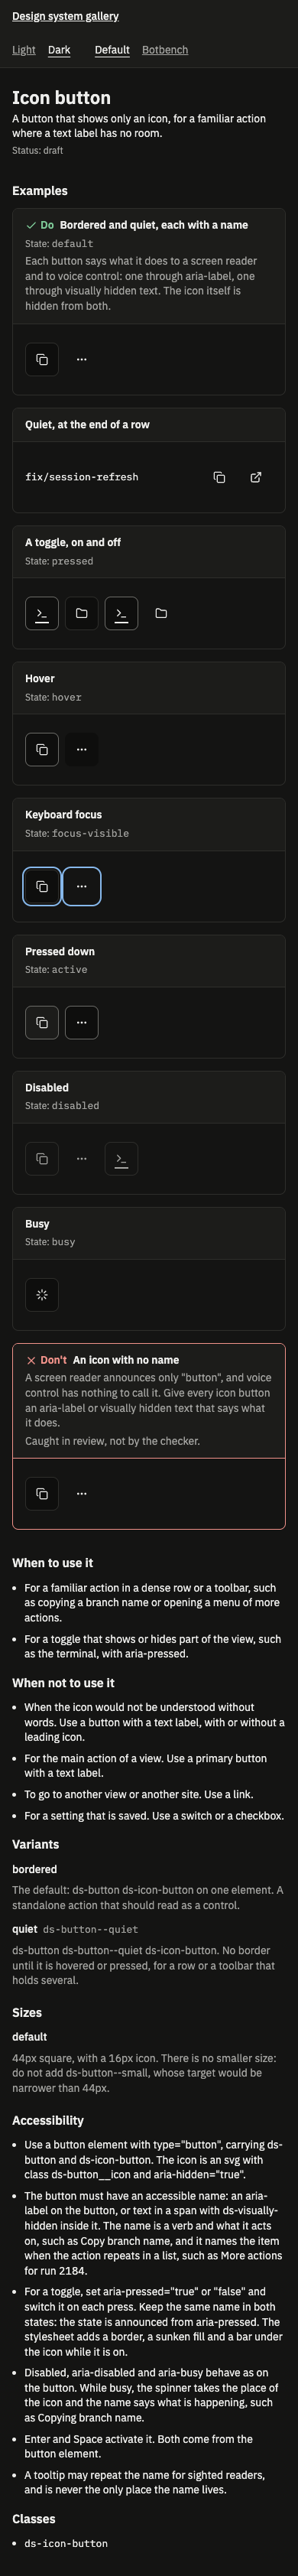 Design system gallery
Light Dark Default Botbench
Icon button
A button that shows only an icon, for a familiar action
where a text label has no room.
Status: draft
Examples
Do Bordered and quiet, each with a name
State: default
Each button says what it does to a screen reader
and to voice control: one through aria-label, one
through visually hidden text. The icon itself is
hidden from both.
Quiet, at the end of a row
fix/session-refresh
A toggle, on and off
State: pressed
Hover
State: hover
Keyboard focus
State: focus-visible
Pressed down
State: active
Disabled
State: disabled
Busy
State: busy
Don't An icon with no name
A screen reader announces only "button", and voice
control has nothing to call it. Give every icon button
an aria-label or visually hidden text that says what
it does.
Caught in review, not by the checker.
When to use it
• For a familiar action in a dense row or a toolbar, such
as copying a branch name or opening a menu of more
actions.
• For a toggle that shows or hides part of the view, such
as the terminal, with aria-pressed.
When not to use it
• When the icon would not be understood without
words. Use a button with a text label, with or without a
leading icon.
• For the main action of a view. Use a primary button
with a text label.
• To go to another view or another site. Use a link.
• For a setting that is saved. Use a switch or a checkbox.
Variants
bordered
The default: ds-button ds-icon-button on one element. A
standalone action that should read as a control.
quiet ds-button--quiet
ds-button ds-button--quiet ds-icon-button. No border
until it is hovered or pressed, for a row or a toolbar that
holds several.
Sizes
default
44px square, with a 16px icon. There is no smaller size:
do not add ds-button--small, whose target would be
narrower than 44px.
Accessibility
• Use a button element with type="button", carrying ds-
button and ds-icon-button. The icon is an svg with
class ds-button__icon and aria-hidden="true".
• The button must have an accessible name: an aria-
label on the button, or text in a span with ds-visually-
hidden inside it. The name is a verb and what it acts
on, such as Copy branch name, and it names the item
when the action repeats in a list, such as More actions
for run 2184.
• For a toggle, set aria-pressed="true" or "false" and
switch it on each press. Keep the same name in both
states: the state is announced from aria-pressed. The
stylesheet adds a border, a sunken fill and a bar under
the icon while it is on.
• Disabled, aria-disabled and aria-busy behave as on
the button. While busy, the spinner takes the place of
the icon and the name says what is happening, such
as Copying branch name.
• Enter and Space activate it. Both come from the
button element.
• A tooltip may repeat the name for sighted readers,
and is never the only place the name lives.
Classes
• ds-icon-button